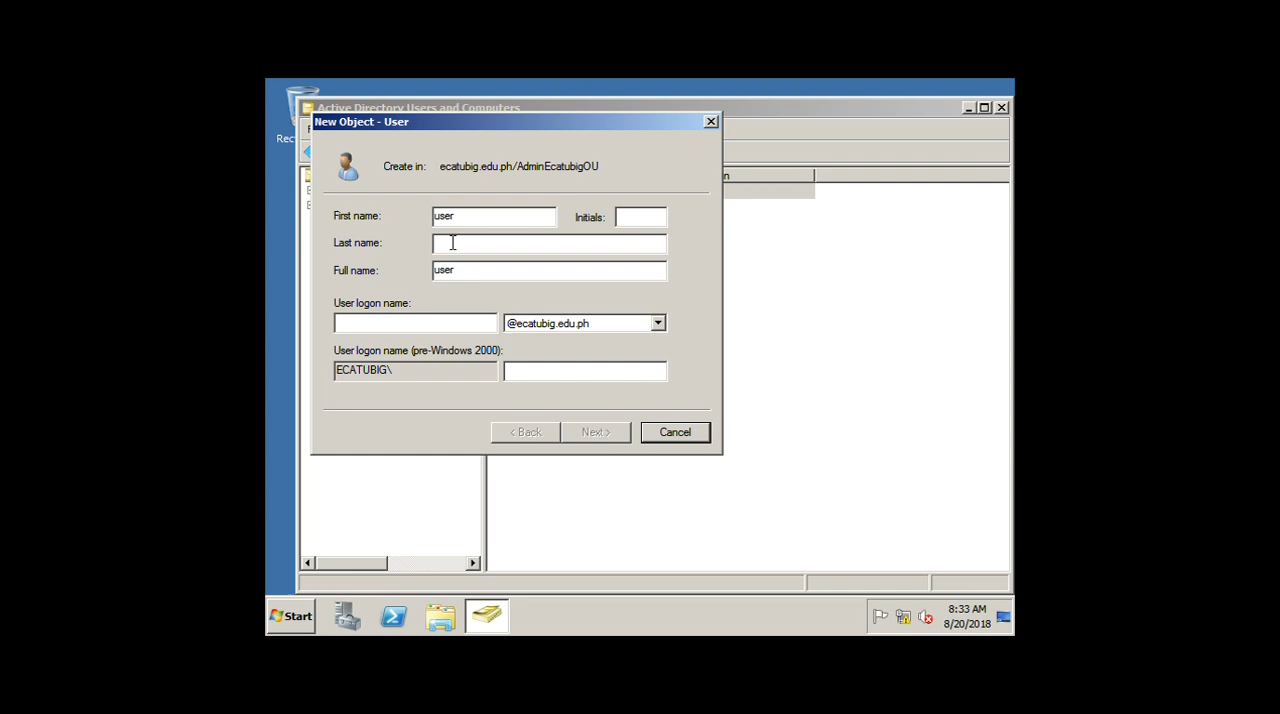 Active Directory Users and Computers
New Object - User
Create in: ecatubig.edu.ph/AdminEcatubigOU
First name: user Initials:
Last name:
Full name: user
User logon name:
@ecatubig.edu.ph
User logon name (pre-Windows 2000):
ECATUBIG\
< Back Next > Cancel
Start
8:33 AM
8/20/2018